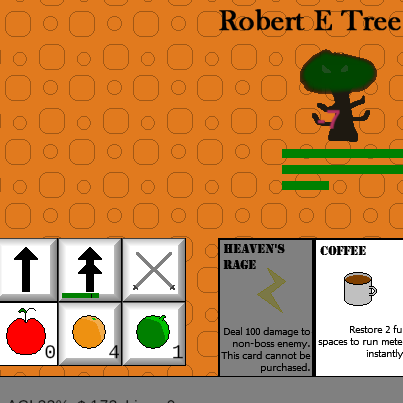 Robert E Tree
HEAVEN'S
RAGE
COFFEE
Deal 100 damage to
non-boss enemy.
This card cannot be
purchased.
Restore 2 fu
spaces to run mete
instantly
0
4
1